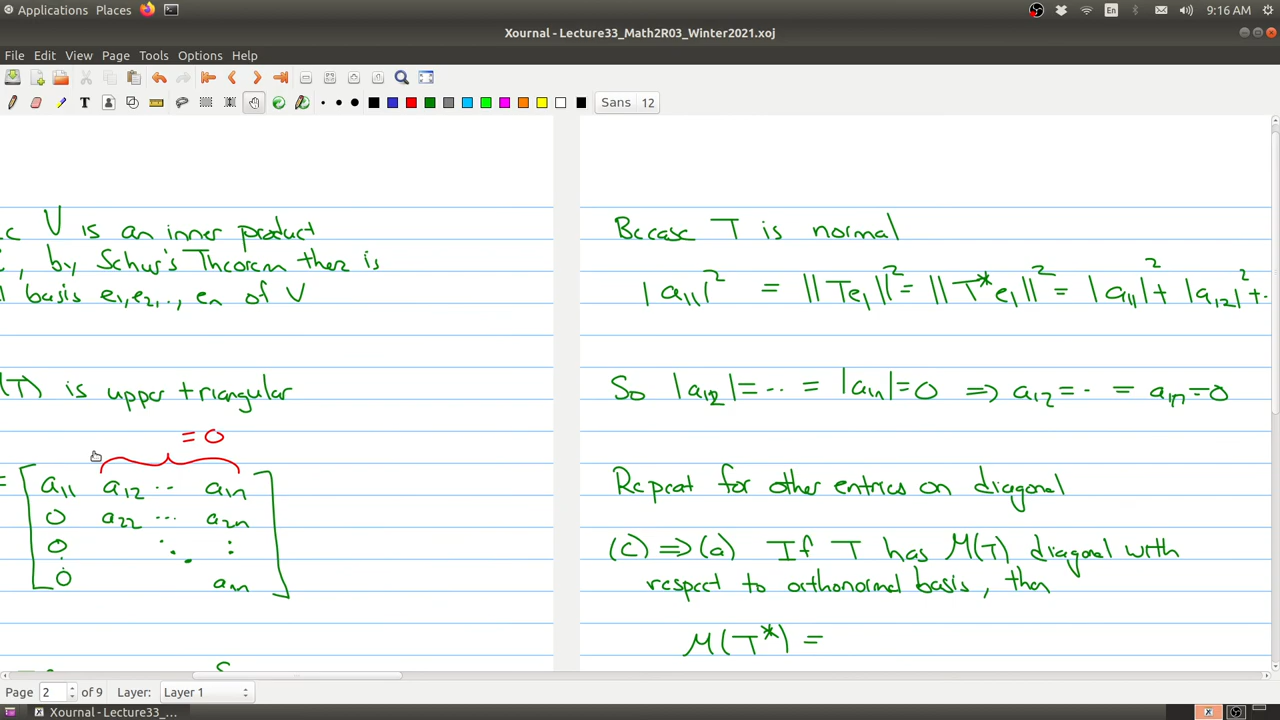 Applications Places En 9:16 AM
Xournal - Lecture33_Math2R03_Winter2021.xoj
File Edit View Page Tools Options Help
Sans 12
V is an inner product
, by Schur's Theorem ther is
basis e1, e2, .., en of V
(T) is upper triangular
= 0
= [ a11 a12 ... a1n
0 a22 ... a2n
0 ⋱ ⋮
0 ann ]
Becase T is normal
|a11|² = ||Te1||² = ||T*e1||² = |a11|² + |a12|² + ..
So |a12| = ... = |a1n| = 0 ⇒ a12 = ... = a1n = 0
Repeat for other entries on diagonal
(c) ⇒ (a) If T has M(T) diagonal with
respect to orthonormal basis, then
M(T*) =
Page 2 of 9 Layer: Layer 1
Xournal - Lecture33_...